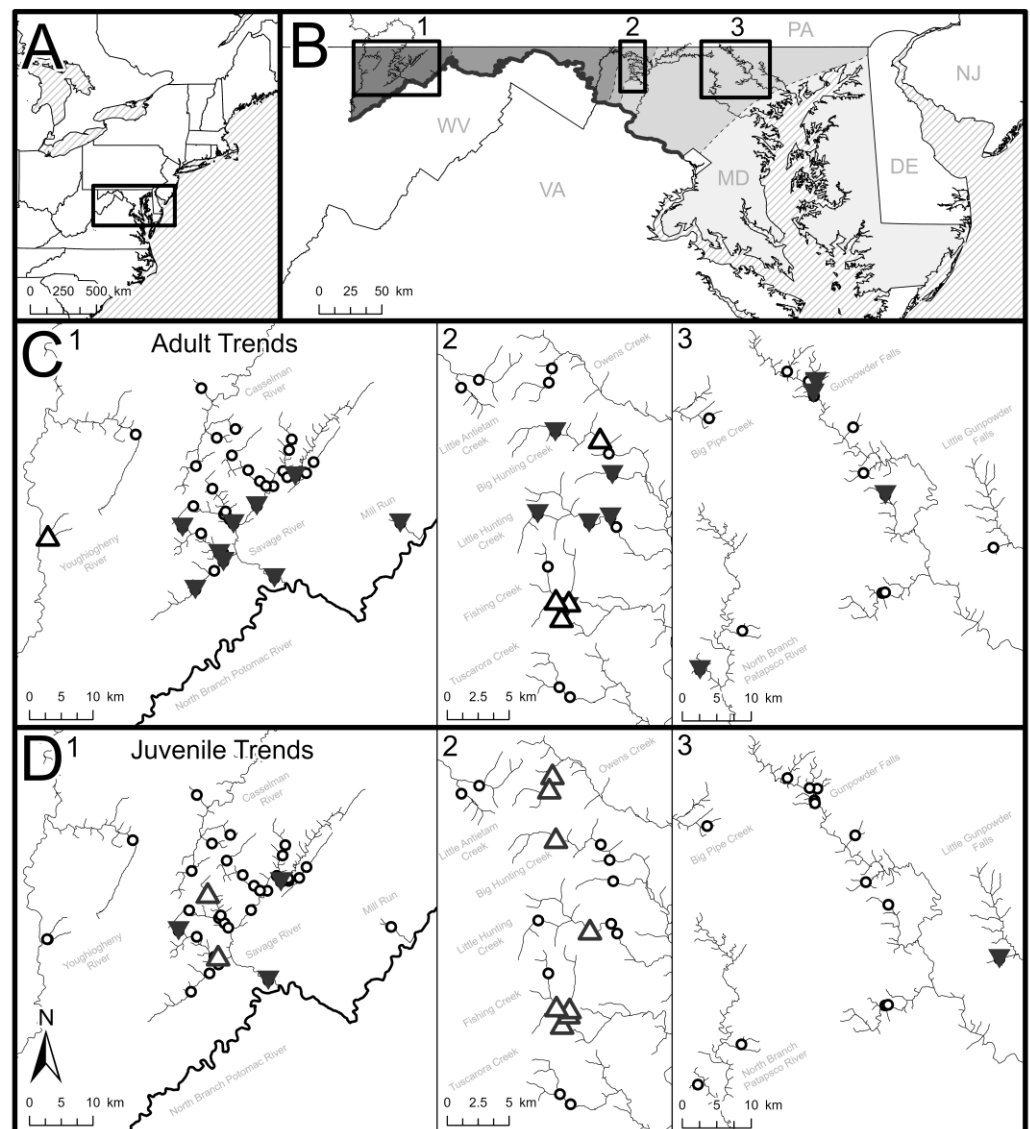 A
0 250 500 km
B
1 2 3
PA
NJ
WV
VA
MD
DE
0 25 50 km
C
1
Adult Trends
Casselman
River
Youghiogheny
River
Savage River
Mill Run
North Branch Potomac River
0 5 10 km
2
Owens Creek
Little Antietam
Creek
Big Hunting Creek
Little Hunting
Creek
Fishing Creek
Tuscarora Creek
0 2.5 5 km
3
Gunpowder Falls
Big Pipe Creek
Little Gunpowder
Falls
North Branch
Patapsco River
0 5 10 km
D
1
Juvenile Trends
Casselman
River
Youghiogheny
River
Savage River
Mill Run
North Branch Potomac River
N
0 5 10 km
2
Owens Creek
Little Antietam
Creek
Big Hunting Creek
Little Hunting
Creek
Fishing Creek
Tuscarora Creek
0 2.5 5 km
3
Gunpowder Falls
Big Pipe Creek
Little Gunpowder
Falls
North Branch
Patapsco River
0 5 10 km